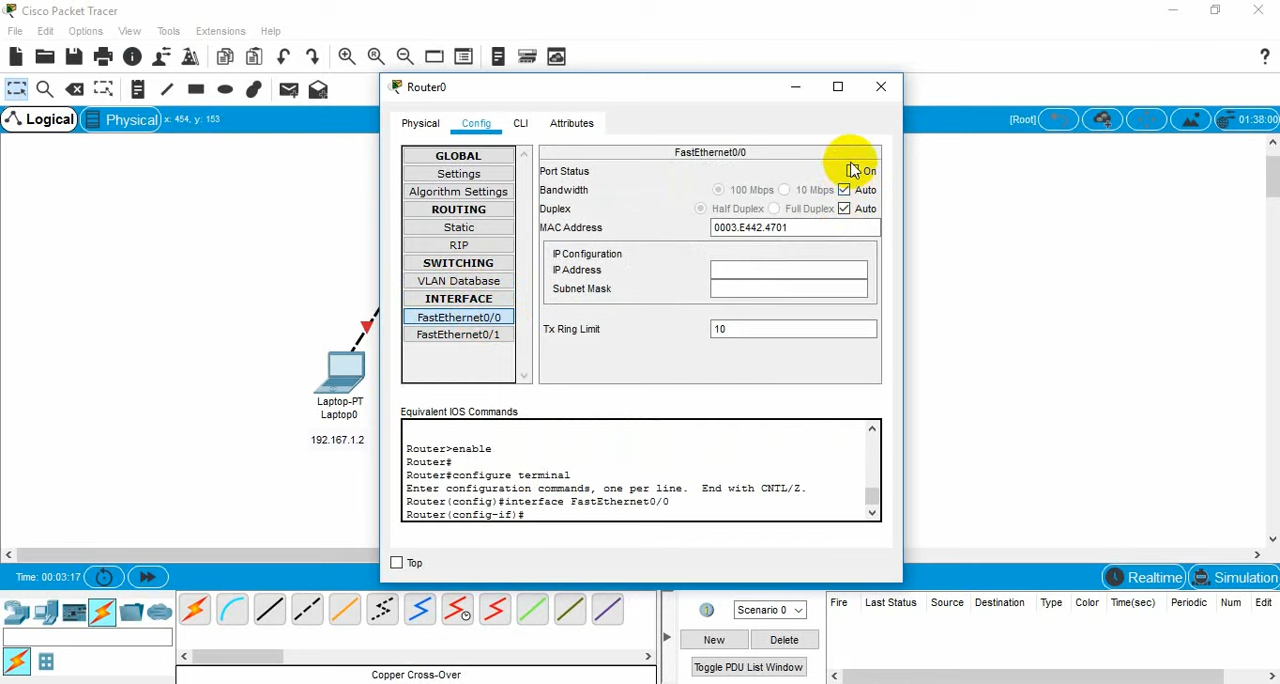 Cisco Packet Tracer
File Edit Options View Tools Extensions Help
?
Logical Physical x: 454, y: 153 [Root] 01:38:00
Router0
Physical Config CLI Attributes
GLOBAL
Settings
Algorithm Settings
ROUTING
Static
RIP
SWITCHING
VLAN Database
INTERFACE
FastEthernet0/0
FastEthernet0/1
FastEthernet0/0
Port Status On
Bandwidth 100 Mbps 10 Mbps Auto
Duplex Half Duplex Full Duplex Auto
MAC Address 0003.E442.4701
IP Configuration
IP Address
Subnet Mask
Tx Ring Limit 10
Equivalent IOS Commands
Router>enable
Router#
Router#configure terminal
Enter configuration commands, one per line. End with CNTL/Z.
Router(config)#interface FastEthernet0/0
Router(config-if)#
Top
Laptop-PT
Laptop0
192.167.1.2
Time: 00:03:17 Realtime Simulation
Scenario 0
New Delete
Toggle PDU List Window
Fire Last Status Source Destination Type Color Time(sec) Periodic Num Edit
Copper Cross-Over